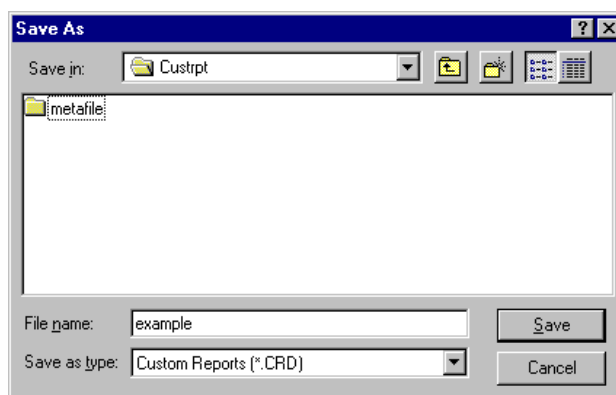 Save As
Save in: Custrpt
metafile
File name: example Save
Save as type: Custom Reports (*.CRD) Cancel